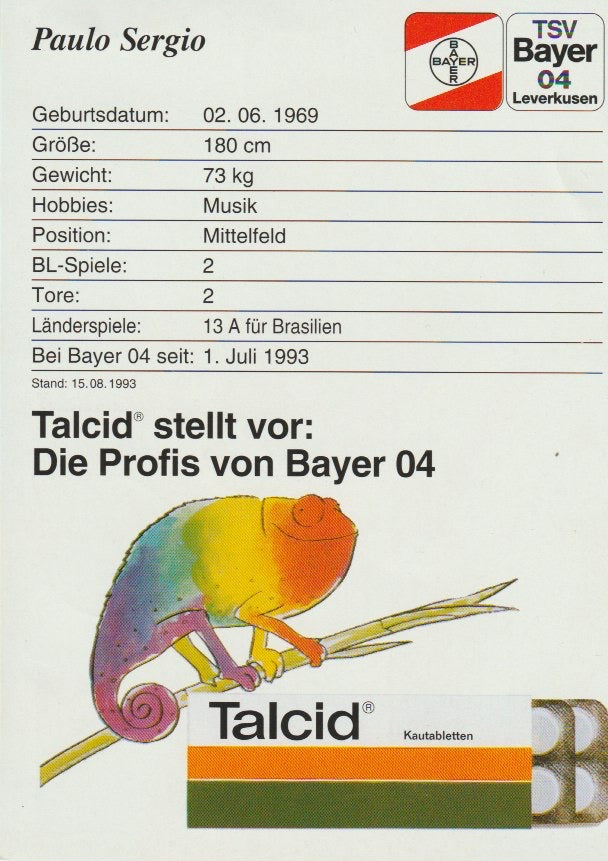 Paulo Sergio
BAYER
BAYER
TSV
Bayer
04
Leverkusen
Geburtsdatum: 02. 06. 1969
Größe: 180 cm
Gewicht: 73 kg
Hobbies: Musik
Position: Mittelfeld
BL-Spiele: 2
Tore: 2
Länderspiele: 13 A für Brasilien
Bei Bayer 04 seit: 1. Juli 1993
Stand: 15.08.1993
Talcid® stellt vor:
Die Profis von Bayer 04
Talcid®
Kautabletten